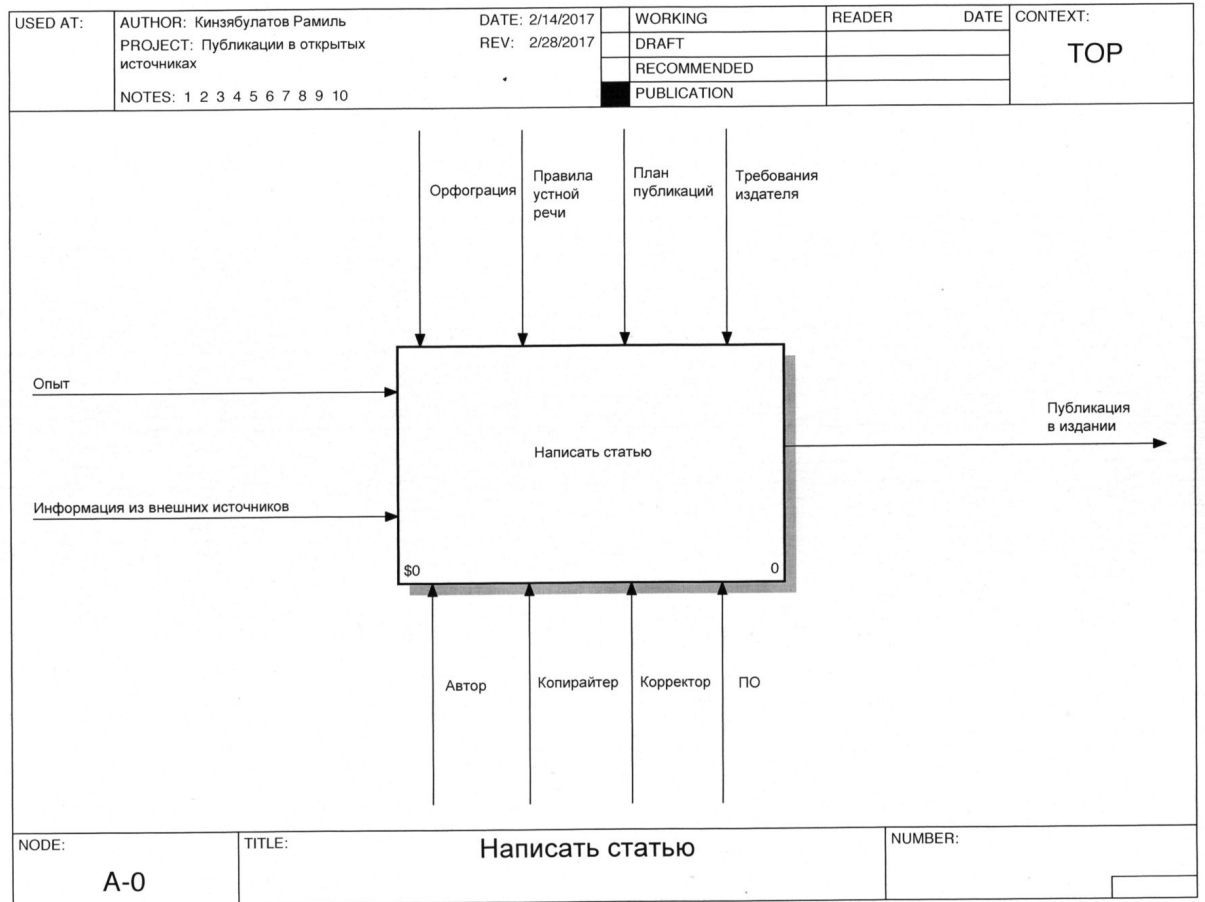 USED AT:
AUTHOR: Кинзябулатов Рамиль
DATE: 2/14/2017
PROJECT: Публикации в открытых
источниках
REV: 2/28/2017
NOTES: 1 2 3 4 5 6 7 8 9 10
WORKING
DRAFT
RECOMMENDED
PUBLICATION
READER DATE
CONTEXT:
TOP
Орфограция
Правила
устной
речи
План
публикаций
Требования
издателя
Опыт
Информация из внешних источников
Написать статью
$0
0
Публикация
в издании
Автор
Копирайтер
Корректор
ПО
NODE:
A-0
TITLE:
Написать статью
NUMBER: